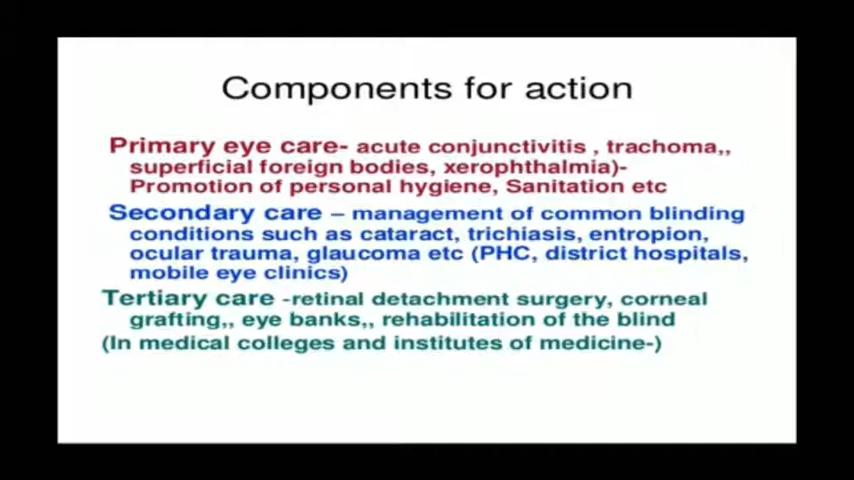 Components for action
Primary eye care- acute conjunctivitis , trachoma,,
superficial foreign bodies, xerophthalmia)-
Promotion of personal hygiene, Sanitation etc
Secondary care – management of common blinding
conditions such as cataract, trichiasis, entropion,
ocular trauma, glaucoma etc (PHC, district hospitals,
mobile eye clinics)
Tertiary care -retinal detachment surgery, corneal
grafting,, eye banks,, rehabilitation of the blind
(In medical colleges and institutes of medicine-)